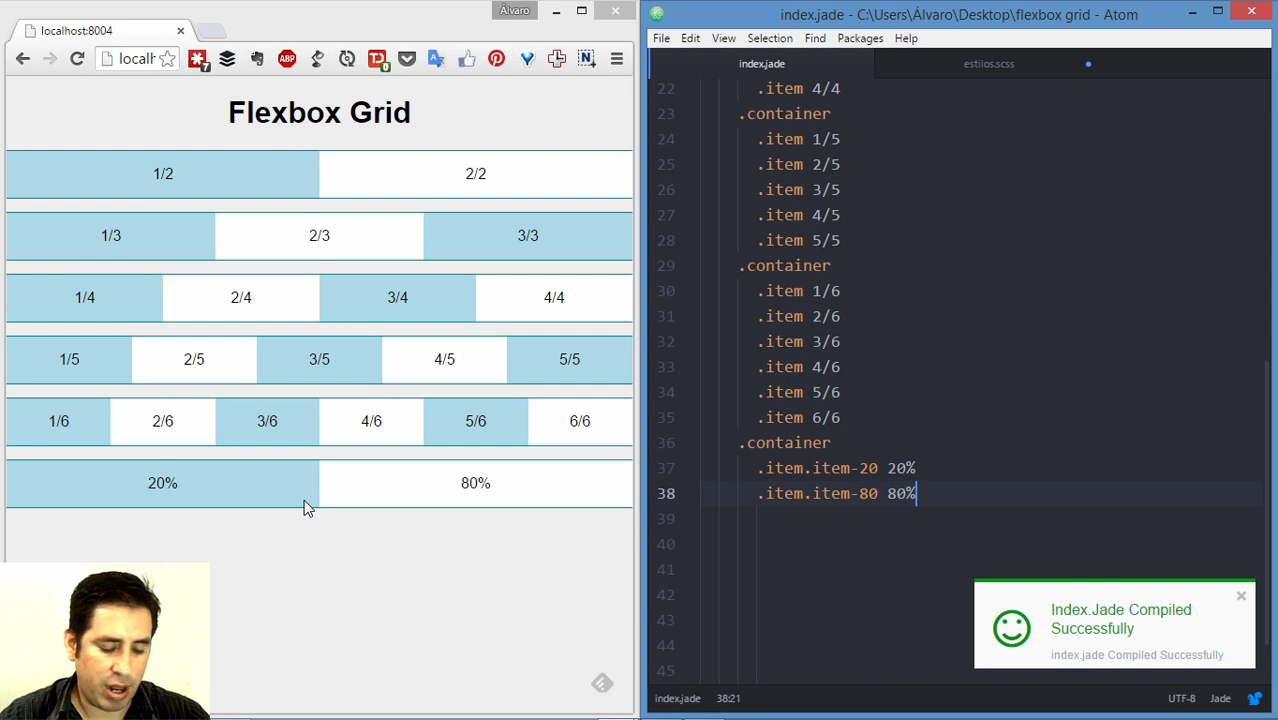 Álvaro
localhost:8004
localh
7
ABP
0
N
Flexbox Grid
1/2 2/2
1/3 2/3 3/3
1/4 2/4 3/4 4/4
1/5 2/5 3/5 4/5 5/5
1/6 2/6 3/6 4/6 5/6 6/6
20% 80%
index.jade - C:\Users\Álvaro\Desktop\flexbox grid - Atom
File Edit View Selection Find Packages Help
index.jade estilos.scss
22 .item 4/4
23 .container
24 .item 1/5
25 .item 2/5
26 .item 3/5
27 .item 4/5
28 .item 5/5
29 .container
30 .item 1/6
31 .item 2/6
32 .item 3/6
33 .item 4/6
34 .item 5/6
35 .item 6/6
36 .container
37 .item.item-20 20%
38 .item.item-80 80%
39
40
41
42
43
44
45
Index.Jade Compiled
Successfully
index.jade Compiled Successfully
index.jade 38:21 UTF-8 Jade